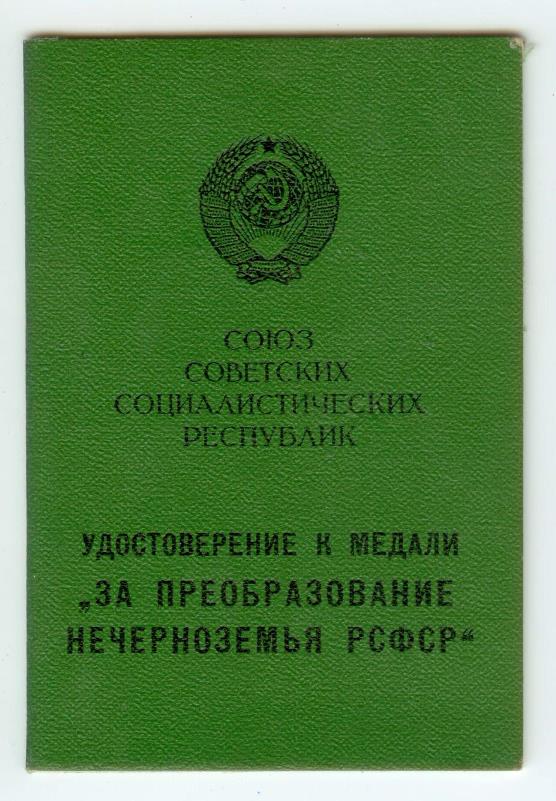 СОЮЗ
СОВЕТСКИХ
СОЦИАЛИСТИЧЕСКИХ
РЕСПУБЛИК
УДОСТОВЕРЕНИЕ К МЕДАЛИ
„ЗА ПРЕОБРАЗОВАНИЕ
НЕЧЕРНОЗЕМЬЯ РСФСР“